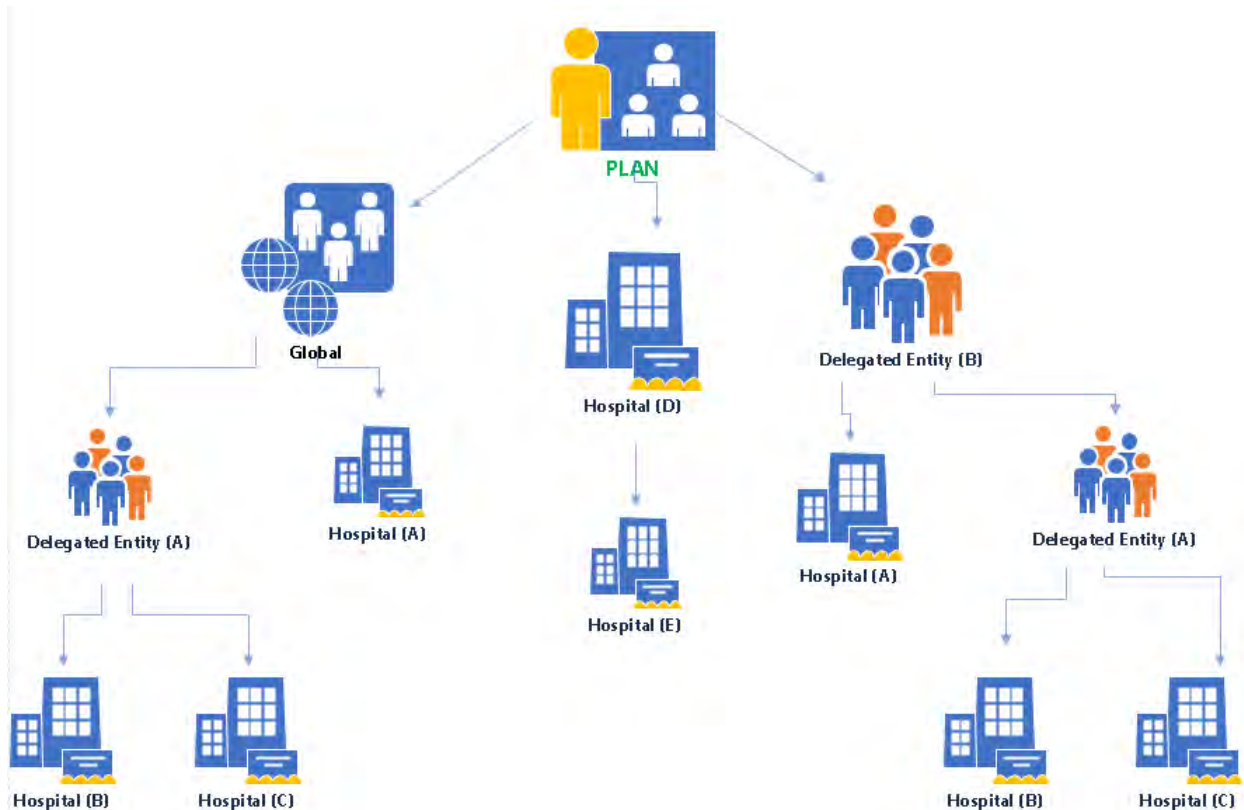 PLAN
Global
Delegated Entity (B)
Hospital (D)
Delegated Entity (A)
Hospital (A)
Delegated Entity (A)
Hospital (A)
Hospital (E)
Hospital (B)
Hospital (C)
Hospital (B)
Hospital (C)